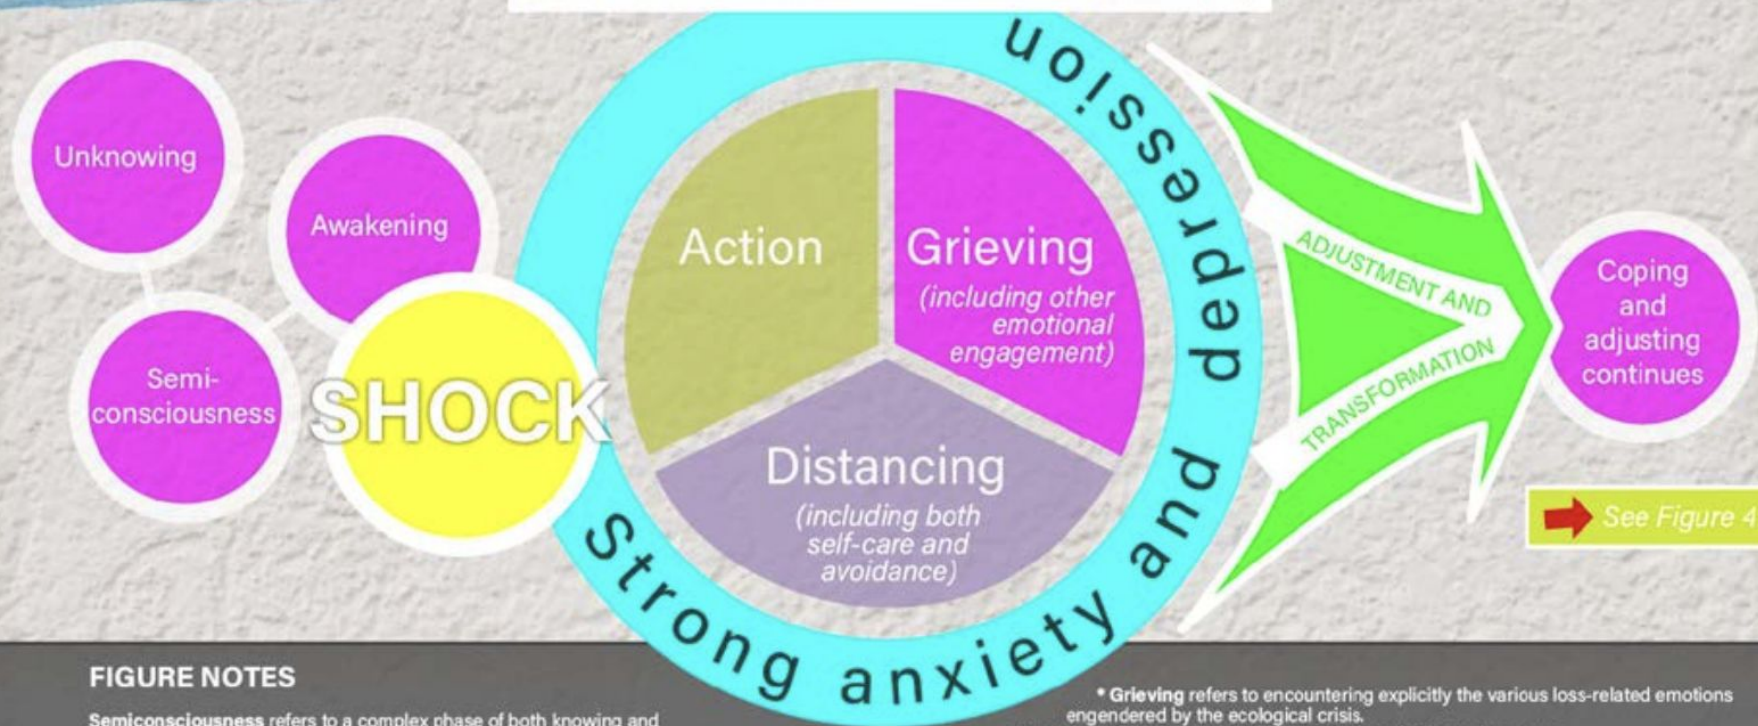 Unknowing
Awakening
Semi-
consciousness
SHOCK
Action
Grieving
(including other
emotional
engagement)
Distancing
(including both
self-care and
avoidance)
Strong anxiety and depression
ADJUSTMENT AND
TRANSFORMATION
Coping
and
adjusting
continues
See Figure 4
FIGURE NOTES
Semiconsciousness refers to a complex phase of both knowing and
* Grieving refers to encountering explicitly the various loss-related emotions
engendered by the ecological crisis.